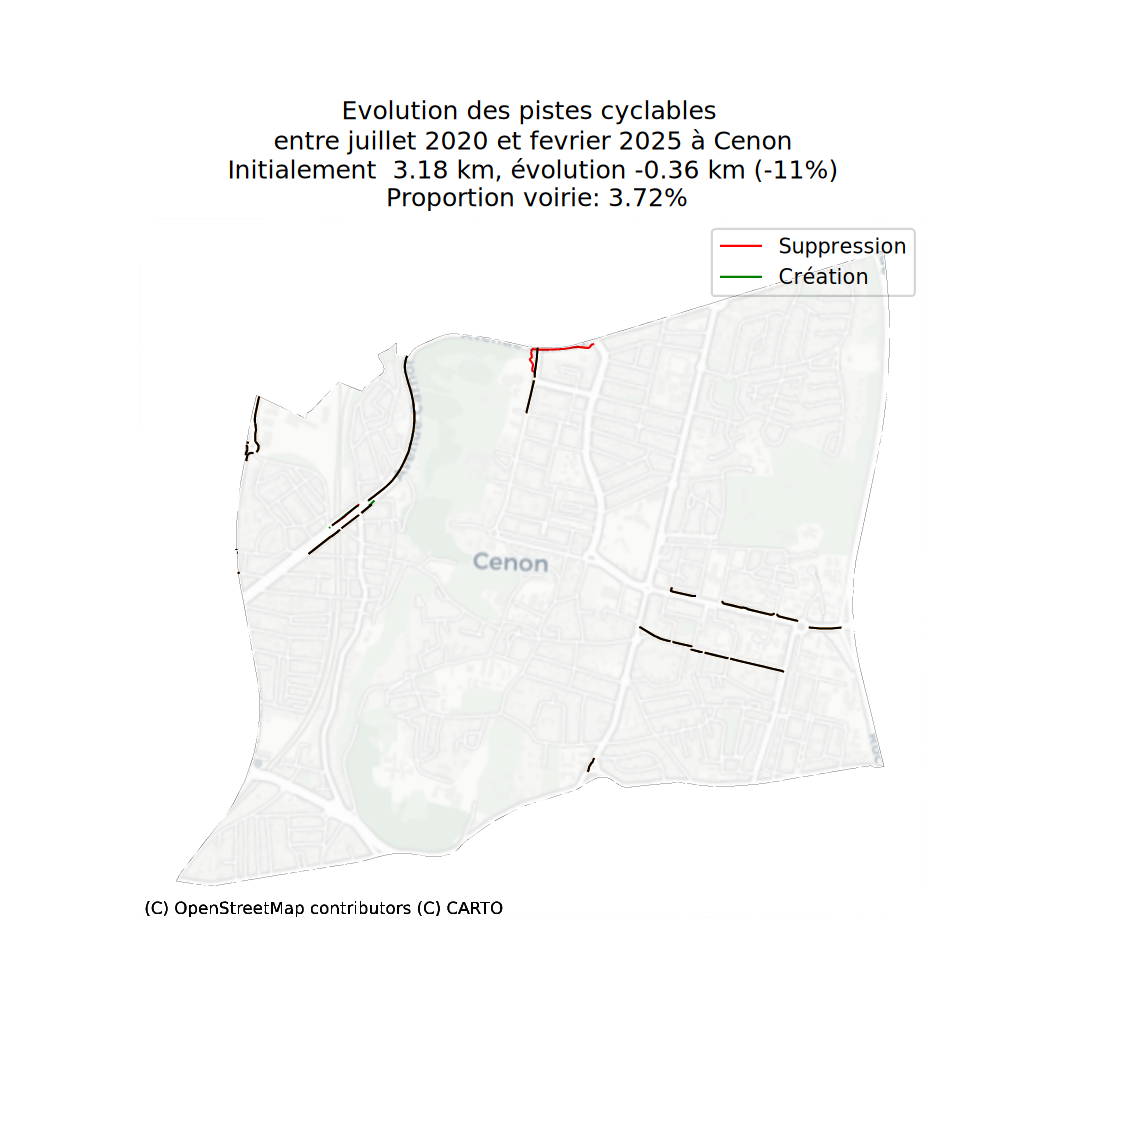 Evolution des pistes cyclables
entre juillet 2020 et fevrier 2025 à Cenon
Initialement  3.18 km, évolution -0.36 km (-11%)
Proportion voirie: 3.72%
Suppression
Création
Cenon
(C) OpenStreetMap contributors (C) CARTO